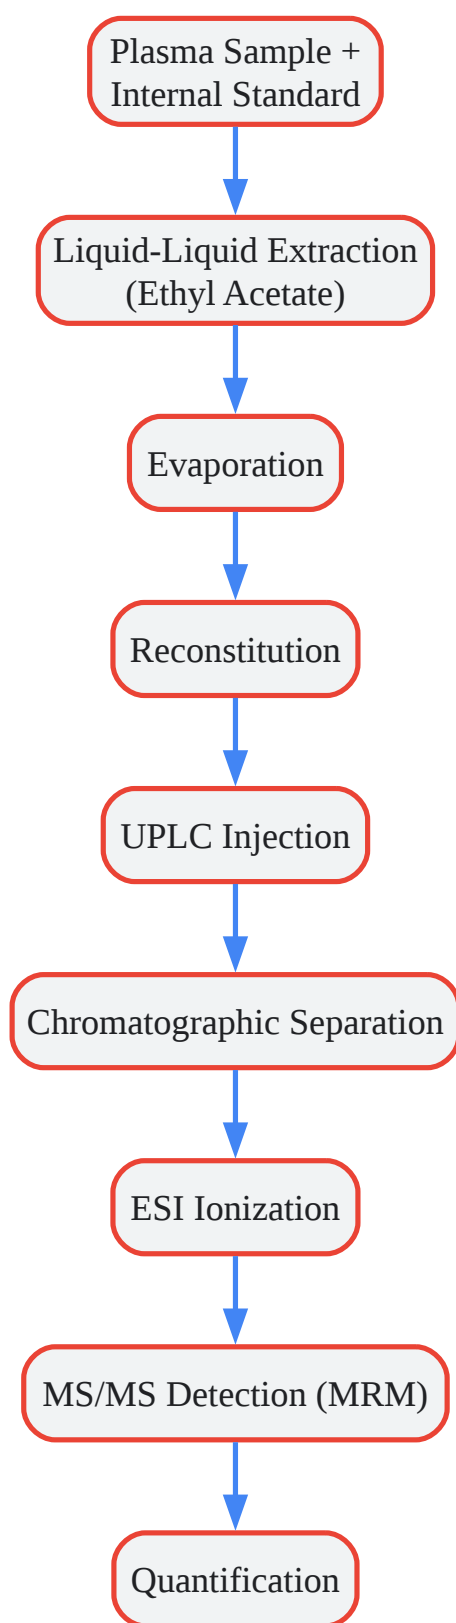 Plasma Sample +
Internal Standard
Liquid-Liquid Extraction
(Ethyl Acetate)
Evaporation
Reconstitution
UPLC Injection
Chromatographic Separation
ESI Ionization
MS/MS Detection (MRM)
Quantification